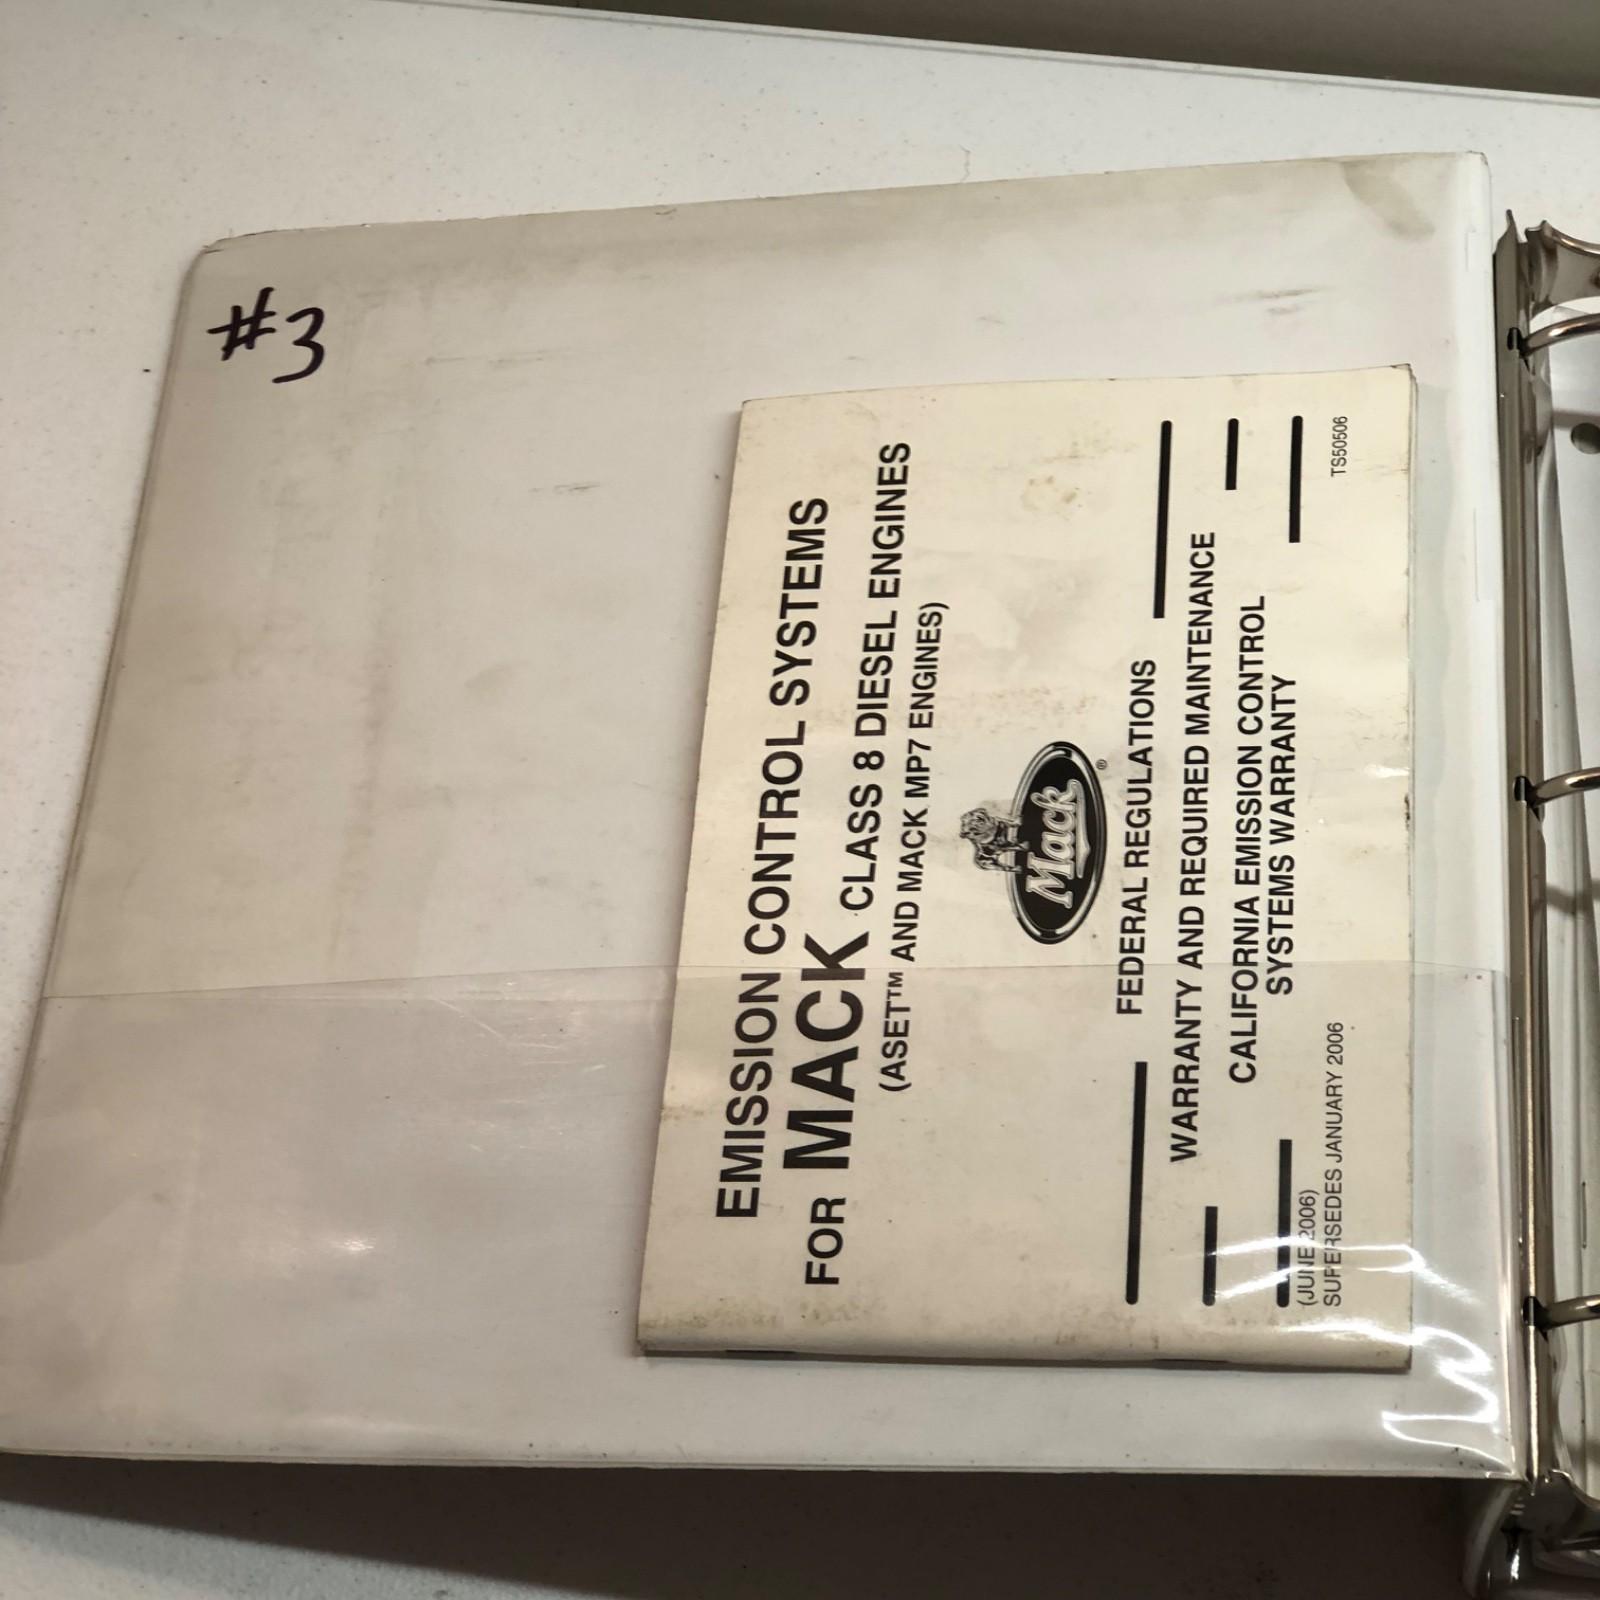 #3
EMISSION CONTROL SYSTEMS
FOR MACK CLASS 8 DIESEL ENGINES
(ASET™ AND MACK MP7 ENGINES)
Mack®
FEDERAL REGULATIONS
WARRANTY AND REQUIRED MAINTENANCE
CALIFORNIA EMISSION CONTROL
SYSTEMS WARRANTY
(JUNE 2006)
SUPERSEDES JANUARY 2006
TS50506